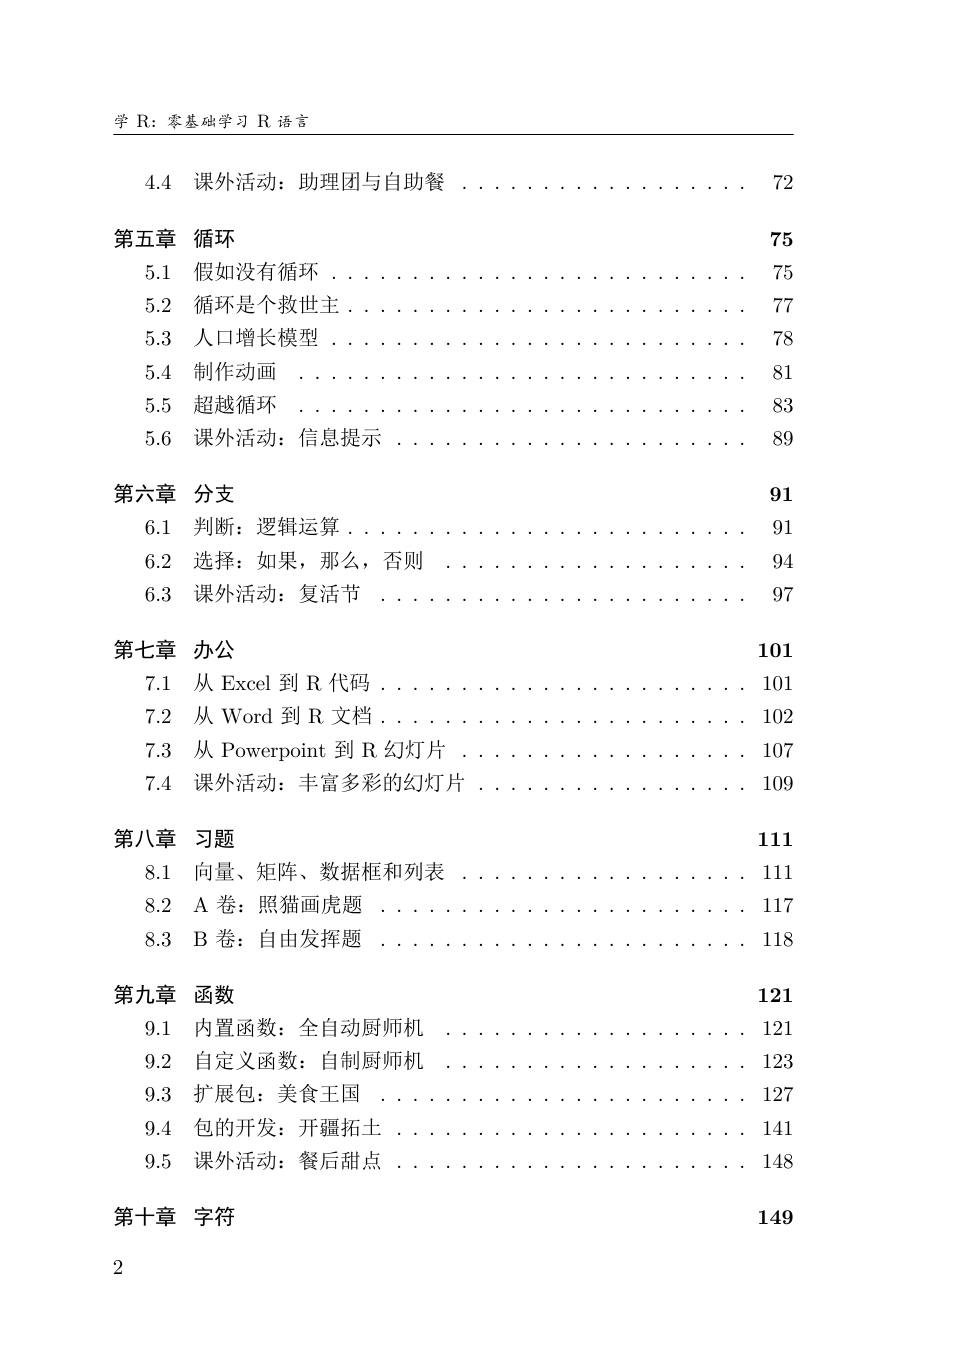 学 R：零基础学习 R 语言
4.4 课外活动：助理团与自助餐 . . . . . . . . . . . . . . . . . . 72
第五章 循环 75
5.1 假如没有循环 . . . . . . . . . . . . . . . . . . . . . . . . . . 75
5.2 循环是个救世主 . . . . . . . . . . . . . . . . . . . . . . . . . 77
5.3 人口增长模型 . . . . . . . . . . . . . . . . . . . . . . . . . . 78
5.4 制作动画 . . . . . . . . . . . . . . . . . . . . . . . . . . . . 81
5.5 超越循环 . . . . . . . . . . . . . . . . . . . . . . . . . . . . 83
5.6 课外活动：信息提示 . . . . . . . . . . . . . . . . . . . . . . 89
第六章 分支 91
6.1 判断：逻辑运算 . . . . . . . . . . . . . . . . . . . . . . . . . 91
6.2 选择：如果，那么，否则 . . . . . . . . . . . . . . . . . . . 94
6.3 课外活动：复活节 . . . . . . . . . . . . . . . . . . . . . . . 97
第七章 办公 101
7.1 从 Excel 到 R 代码 . . . . . . . . . . . . . . . . . . . . . . . 101
7.2 从 Word 到 R 文档 . . . . . . . . . . . . . . . . . . . . . . . 102
7.3 从 Powerpoint 到 R 幻灯片 . . . . . . . . . . . . . . . . . . 107
7.4 课外活动：丰富多彩的幻灯片 . . . . . . . . . . . . . . . . . 109
第八章 习题 111
8.1 向量、矩阵、数据框和列表 . . . . . . . . . . . . . . . . . . 111
8.2 A 卷：照猫画虎题 . . . . . . . . . . . . . . . . . . . . . . . 117
8.3 B 卷：自由发挥题 . . . . . . . . . . . . . . . . . . . . . . . 118
第九章 函数 121
9.1 内置函数：全自动厨师机 . . . . . . . . . . . . . . . . . . . 121
9.2 自定义函数：自制厨师机 . . . . . . . . . . . . . . . . . . . 123
9.3 扩展包：美食王国 . . . . . . . . . . . . . . . . . . . . . . . 127
9.4 包的开发：开疆拓土 . . . . . . . . . . . . . . . . . . . . . . 141
9.5 课外活动：餐后甜点 . . . . . . . . . . . . . . . . . . . . . . 148
第十章 字符 149
2